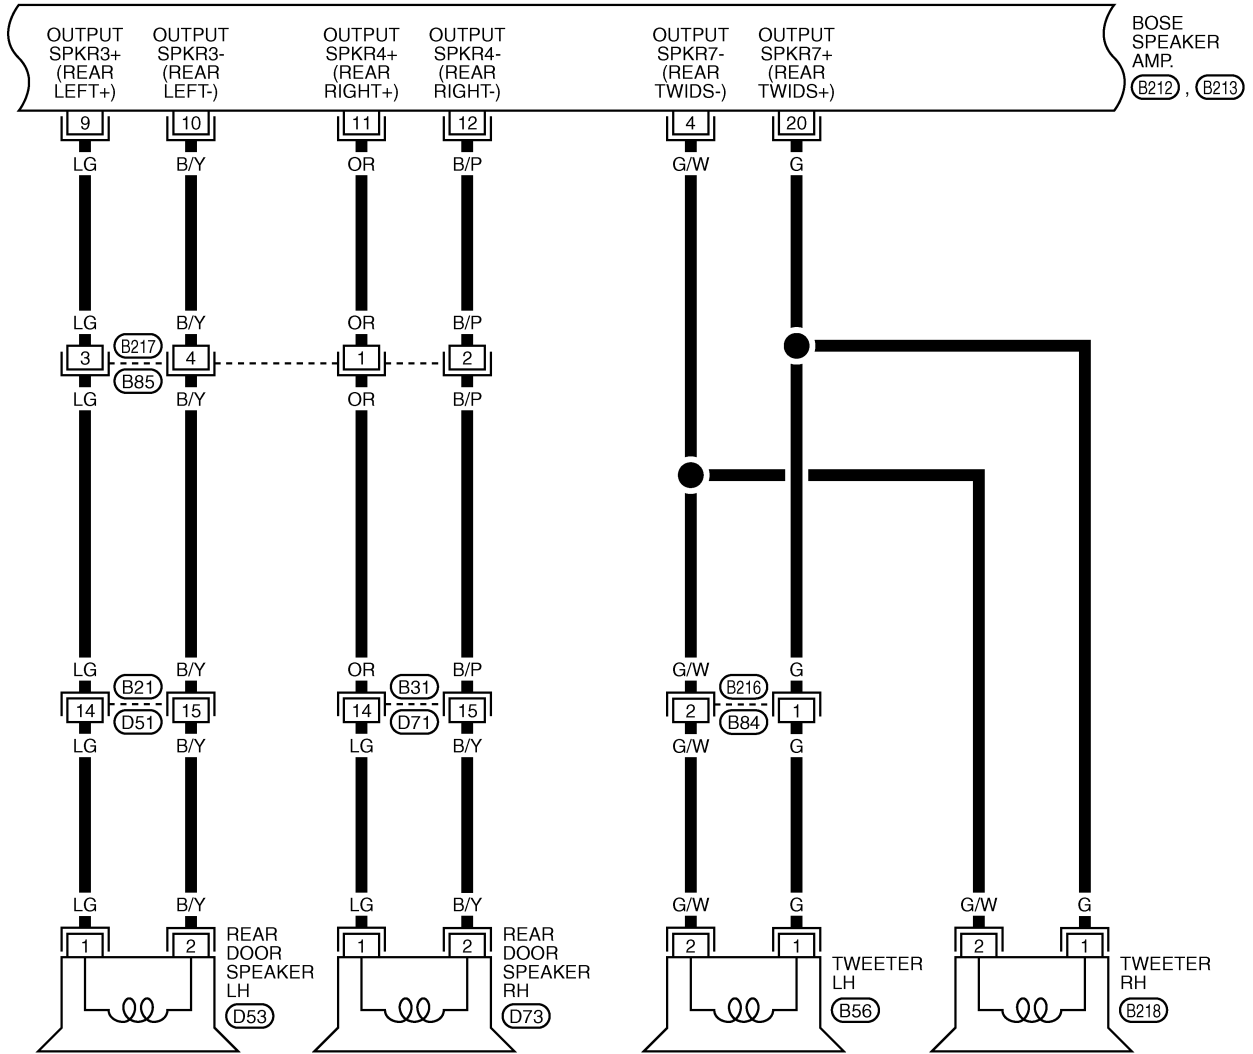 OUTPUT
SPKR3+
(REAR
LEFT+)
OUTPUT
SPKR3-
(REAR
LEFT-)
OUTPUT
SPKR4+
(REAR
RIGHT+)
OUTPUT
SPKR4-
(REAR
RIGHT-)
OUTPUT
SPKR7-
(REAR
TWIDS-)
OUTPUT
SPKR7+
(REAR
TWIDS+)
BOSE
SPEAKER
AMP.
B212 , B213
9 10 11 12 4 20
LG B/Y OR B/P G/W G
LG B/Y OR B/P
B217
3 4 1 2
B85
LG B/Y OR B/P
LG B/Y OR B/P G/W G
B21 B31 B216
14 15 14 15 2 1
D51 D71 B84
LG B/Y LG B/Y G/W G
LG B/Y LG B/Y G/W G G/W G
1 2 1 2 2 1 2 1
REAR
DOOR
SPEAKER
LH
D53
REAR
DOOR
SPEAKER
RH
D73
TWEETER
LH
B56
TWEETER
RH
B218